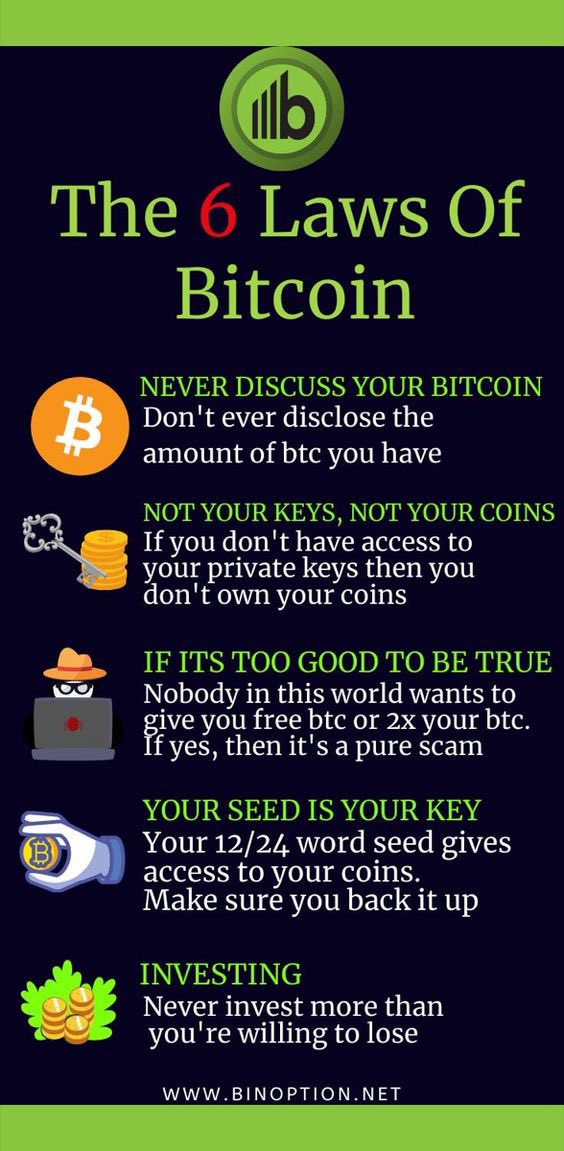 b
The 6 Laws Of
Bitcoin
NEVER DISCUSS YOUR BITCOIN
Don't ever disclose the
amount of btc you have
NOT YOUR KEYS, NOT YOUR COINS
If you don't have access to
your private keys then you
don't own your coins
IF ITS TOO GOOD TO BE TRUE
Nobody in this world wants to
give you free btc or 2x your btc.
If yes, then it's a pure scam
YOUR SEED IS YOUR KEY
Your 12/24 word seed gives
access to your coins.
Make sure you back it up
INVESTING
Never invest more than
you're willing to lose
WWW.BINOPTION.NET